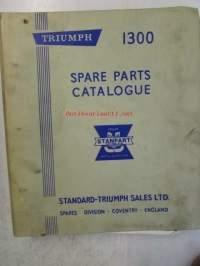 TRIUMPH 1300
SPARE PARTS
CATALOGUE
STANPART
STANDARD-TRIUMPH SALES LTD.
SPARES DIVISION · COVENTRY · ENGLAND